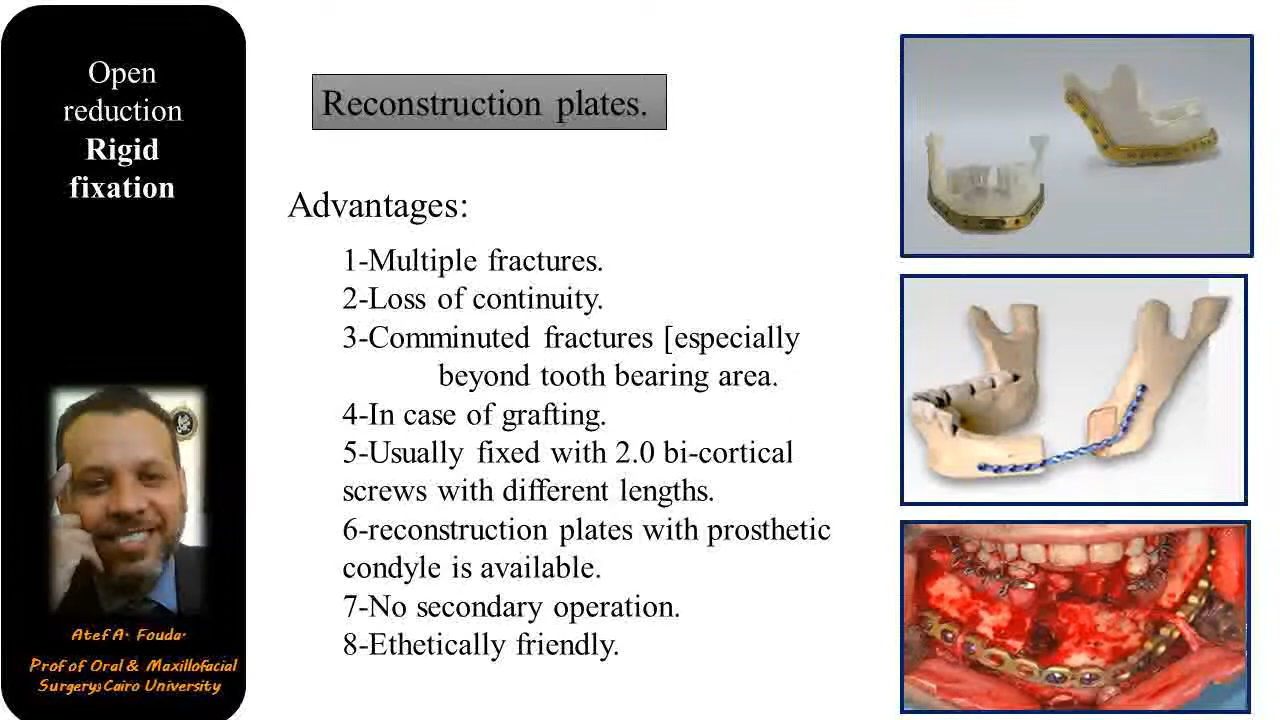 Open
reduction
Rigid
fixation
Reconstruction plates.
Advantages:
1-Multiple fractures.
2-Loss of continuity.
3-Comminuted fractures [especially
beyond tooth bearing area.
4-In case of grafting.
5-Usually fixed with 2.0 bi-cortical
screws with different lengths.
6-reconstruction plates with prosthetic
condyle is available.
7-No secondary operation.
8-Ethetically friendly.
Atef A. Fouda.
Prof of Oral & Maxillofacial
Surgery,Cairo University